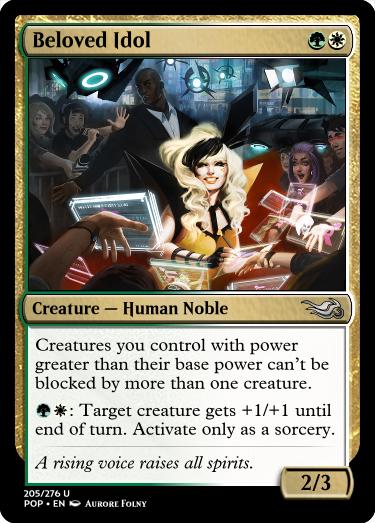 Beloved Idol
Creature — Human Noble
Creatures you control with power
greater than their base power can't be
blocked by more than one creature.
: Target creature gets +1/+1 until
end of turn. Activate only as a sorcery.
A rising voice raises all spirits.
2/3
205/276 U
POP • EN Aurore Folny